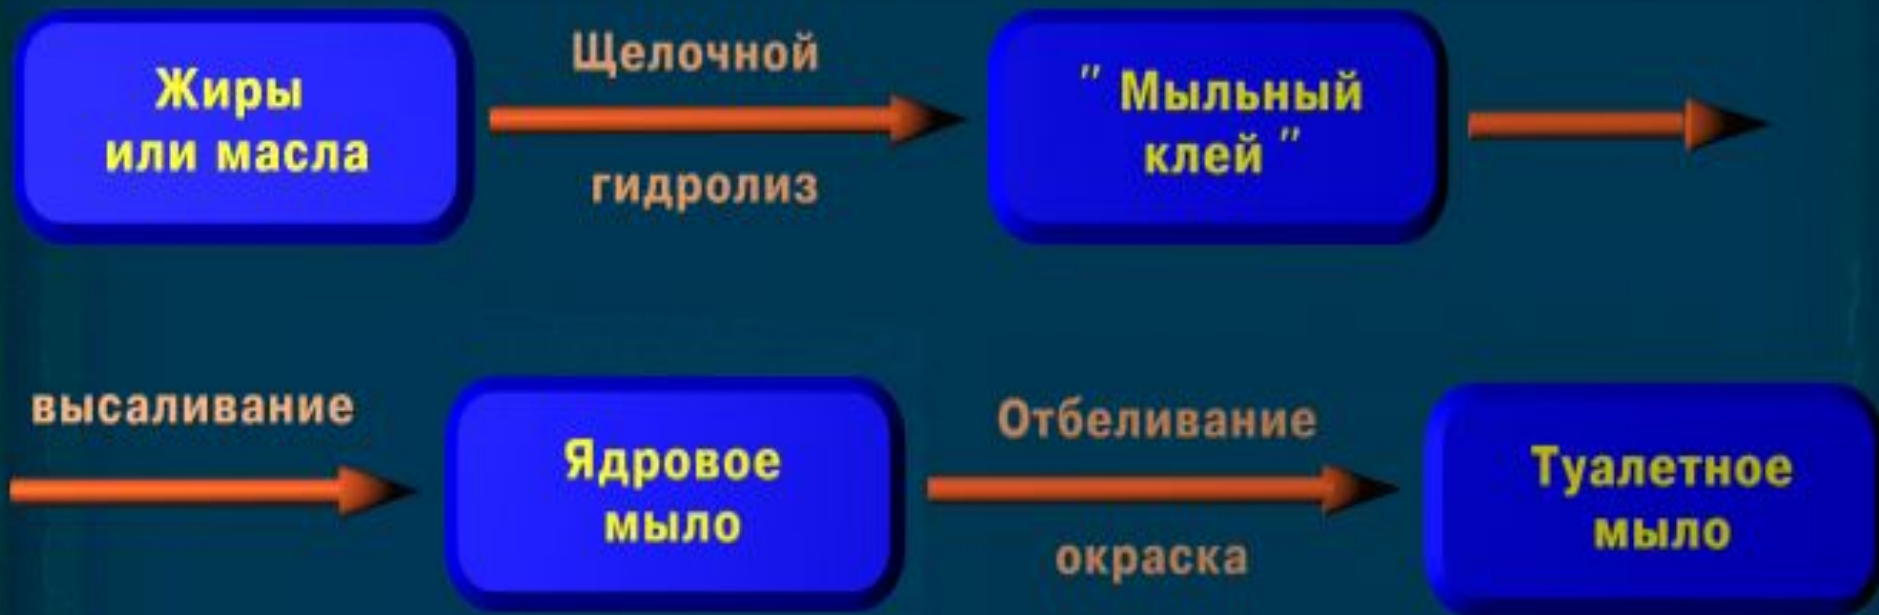 Жиры
или масла
Щелочной
гидролиз
" Мыльный
клей "
высаливание
Ядровое
мыло
Отбеливание
окраска
Туалетное
мыло